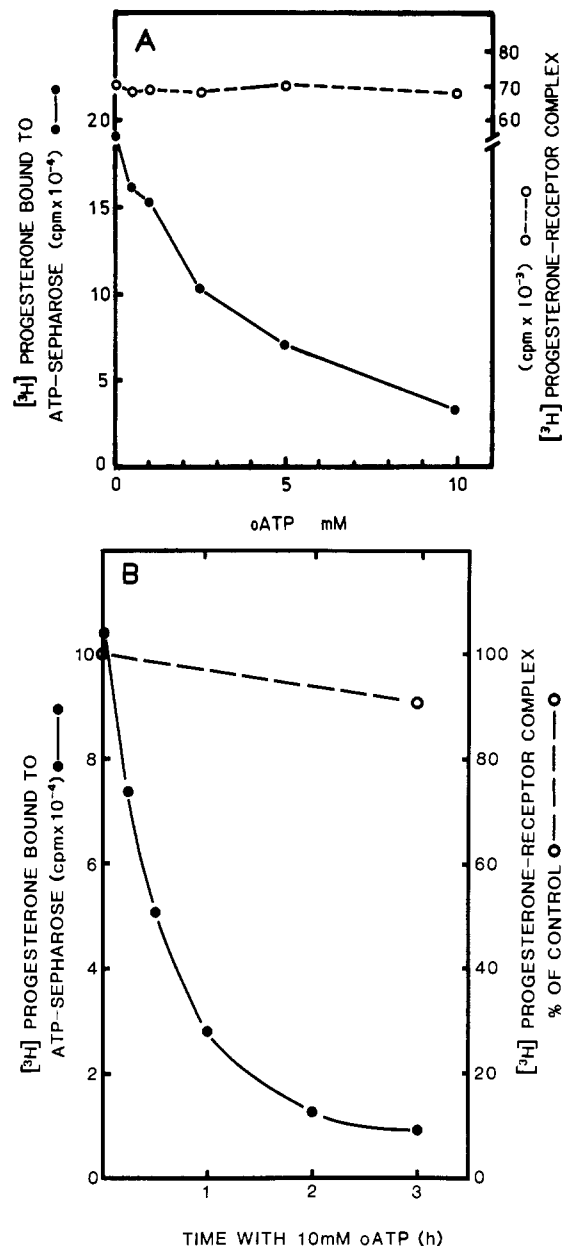 A
[³H] PROGESTERONE BOUND TO
ATP-SEPHAROSE (cpm x 10⁻⁴)
20
15
10
5
0
80
70
60
(cpm x 10⁻³)
[³H] PROGESTERONE-RECEPTOR COMPLEX
0
5
10
oATP mM
B
[³H] PROGESTERONE BOUND TO
ATP-SEPHAROSE (cpm x 10⁻⁴)
10
8
6
4
2
0
100
80
60
40
20
0
[³H] PROGESTERONE-RECEPTOR COMPLEX
% OF CONTROL
1
2
3
TIME WITH 10mM oATP (h)